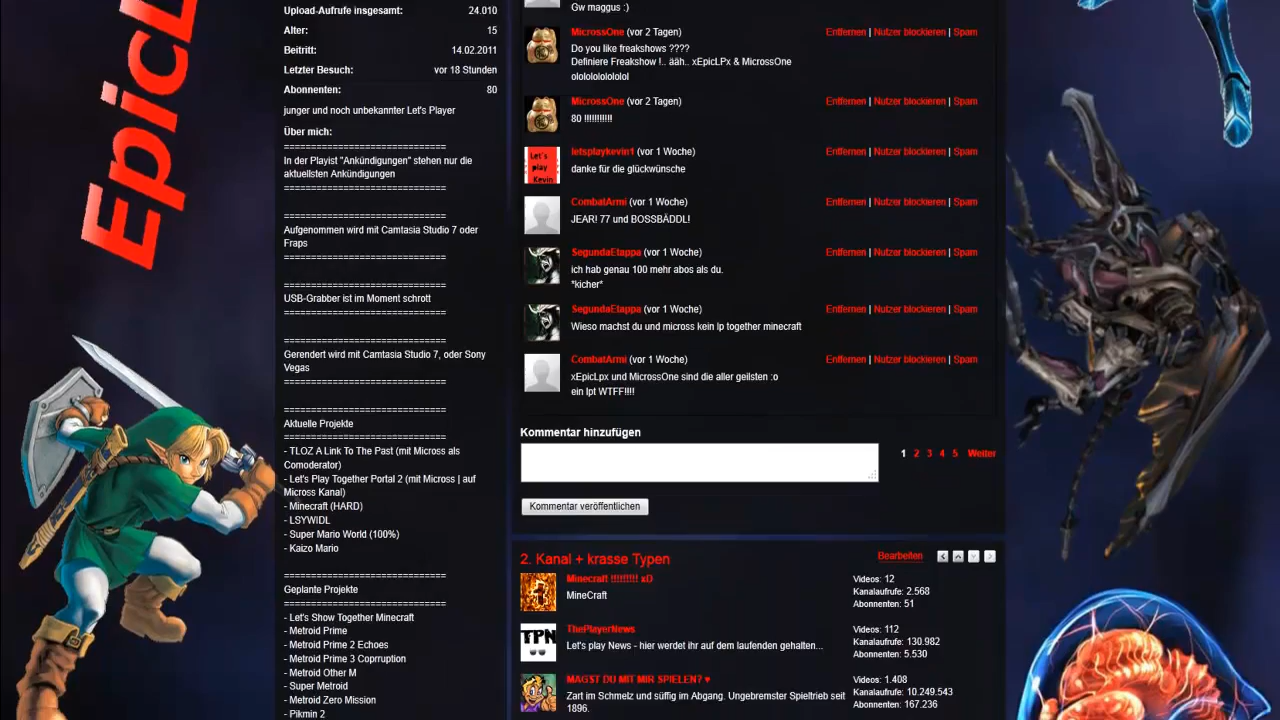 EpicL
Upload-Aufrufe insgesamt: 24.010
Alter: 15
Beitritt: 14.02.2011
Letzter Besuch: vor 18 Stunden
Abonnenten: 80
junger und noch unbekannter Let's Player
Über mich:
==============================
In der Playist "Ankündigungen" stehen nur die
aktuellsten Ankündigungen
==============================
==============================
Aufgenommen wird mit Camtasia Studio 7 oder
Fraps
==============================
==============================
USB-Grabber ist im Moment schrott
==============================
==============================
Gerendert wird mit Camtasia Studio 7, oder Sony
Vegas
==============================
==============================
Aktuelle Projekte
==============================
- TLOZ A Link To The Past (mit Micross als
Comoderator)
- Let's Play Together Portal 2 (mit Micross | auf
Micross Kanal)
- Minecraft (HARD)
- LSYWIDL
- Super Mario World (100%)
- Kaizo Mario
==============================
Geplante Projekte
==============================
- Let's Show Together Minecraft
- Metroid Prime
- Metroid Prime 2 Echoes
- Metroid Prime 3 Coprruption
- Metroid Other M
- Super Metroid
- Metroid Zero Mission
- Pikmin 2
Gw maggus :)
MicrossOne (vor 2 Tagen) Entfernen | Nutzer blockieren | Spam
Do you like freakshows ????
Definiere Freakshow !.. ääh.. xEpicLPx & MicrossOne
olololololololol
MicrossOne (vor 2 Tagen) Entfernen | Nutzer blockieren | Spam
80 !!!!!!!!!!!
Let's
play
Kevin
letsplaykevin1 (vor 1 Woche) Entfernen | Nutzer blockieren | Spam
danke für die glückwünsche
CombatArmi (vor 1 Woche) Entfernen | Nutzer blockieren | Spam
JEAR! 77 und BOSSBÄDDL!
SegundaEtappa (vor 1 Woche) Entfernen | Nutzer blockieren | Spam
ich hab genau 100 mehr abos als du.
*kicher*
SegundaEtappa (vor 1 Woche) Entfernen | Nutzer blockieren | Spam
Wieso machst du und micross kein lp together minecraft
CombatArmi (vor 1 Woche) Entfernen | Nutzer blockieren | Spam
xEpicLpx und MicrossOne sind die aller geilsten :o
ein lpt WTFF!!!!
Kommentar hinzufügen
1 2 3 4 5 Weiter
Kommentar veröffentlichen
2. Kanal + krasse Typen Bearbeiten
Minecraft !!!!!!!!! xD Videos: 12
MineCraft Kanalaufrufe: 2.568
Abonnenten: 51
TPN
ThePlayerNews Videos: 112
Let's play News - hier werdet ihr auf dem laufenden gehalten... Kanalaufrufe: 130.982
Abonnenten: 5.530
MAGST DU MIT MIR SPIELEN? ♥ Videos: 1.408
Zart im Schmelz und süffig im Abgang. Ungebremster Spieltrieb seit Kanalaufrufe: 10.249.543
1896. Abonnenten: 167.236